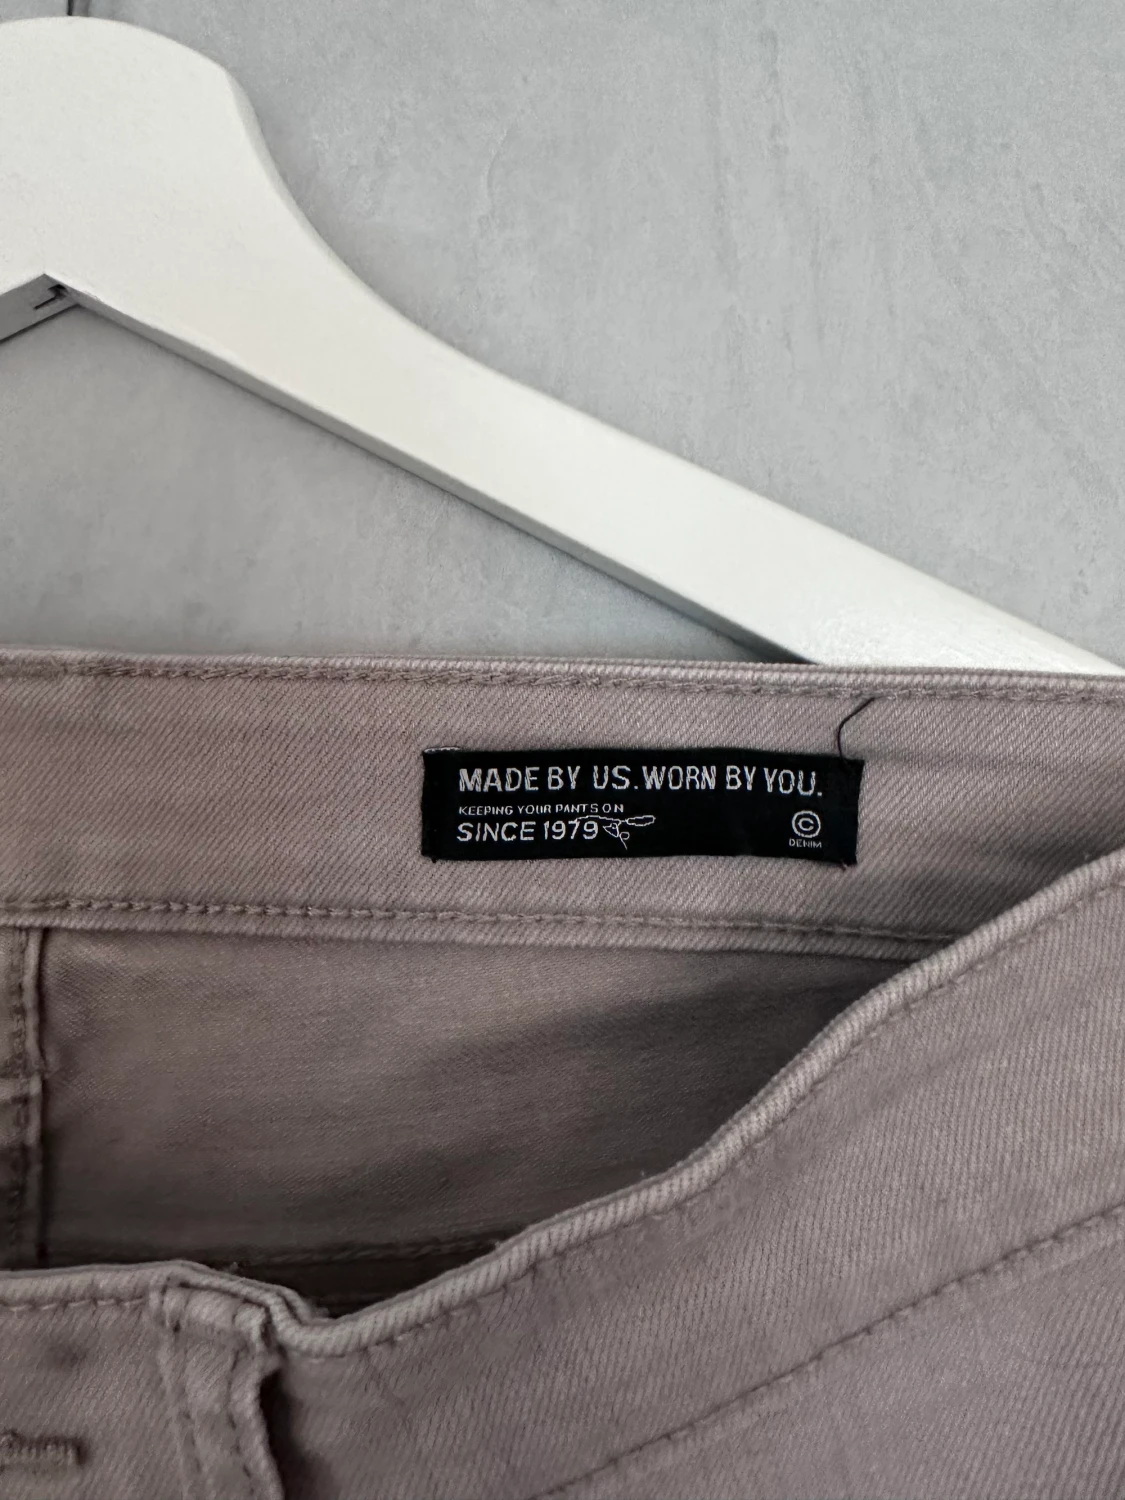 MADE BY US. WORN BY YOU.
KEEPING YOUR PANTS ON
SINCE 1979
©
DENIM